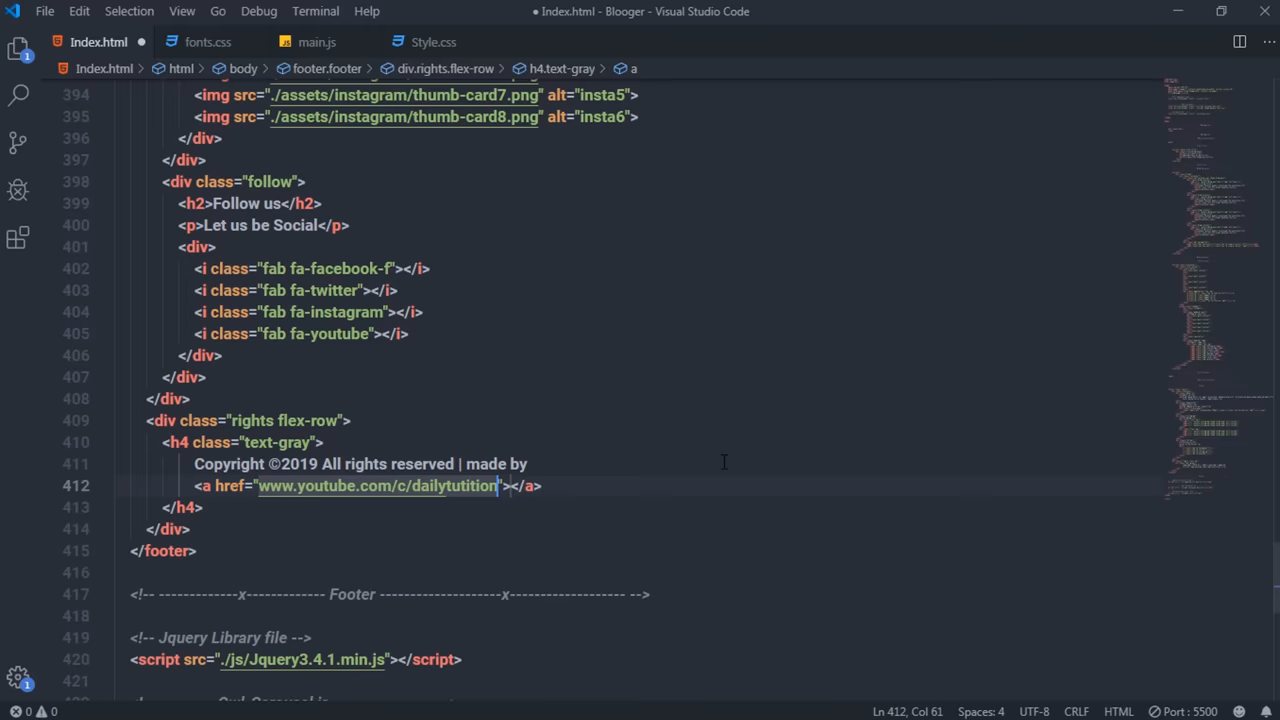 File Edit Selection View Go Debug Terminal Help ● Index.html - Blooger - Visual Studio Code
Index.html fonts.css main.js Style.css
Index.html › html › body › footer.footer › div.rights.flex-row › h4.text-gray › a
394 <img src="./assets/instagram/thumb-card7.png" alt="insta5">
395 <img src="./assets/instagram/thumb-card8.png" alt="insta6">
396 </div>
397 </div>
398 <div class="follow">
399 <h2>Follow us</h2>
400 <p>Let us be Social</p>
401 <div>
402 <i class="fab fa-facebook-f"></i>
403 <i class="fab fa-twitter"></i>
404 <i class="fab fa-instagram"></i>
405 <i class="fab fa-youtube"></i>
406 </div>
407 </div>
408 </div>
409 <div class="rights flex-row">
410 <h4 class="text-gray">
411 Copyright ©2019 All rights reserved | made by
412 <a href="www.youtube.com/c/dailytutition"></a>
413 </h4>
414 </div>
415 </footer>
416
417 <!-- -------------x------------- Footer ---------------------x------------------- -->
418
419 <!-- Jquery Library file -->
420 <script src="./js/Jquery3.4.1.min.js"></script>
421
1
1
0 0 Ln 412, Col 61 Spaces: 4 UTF-8 CRLF HTML Port : 5500